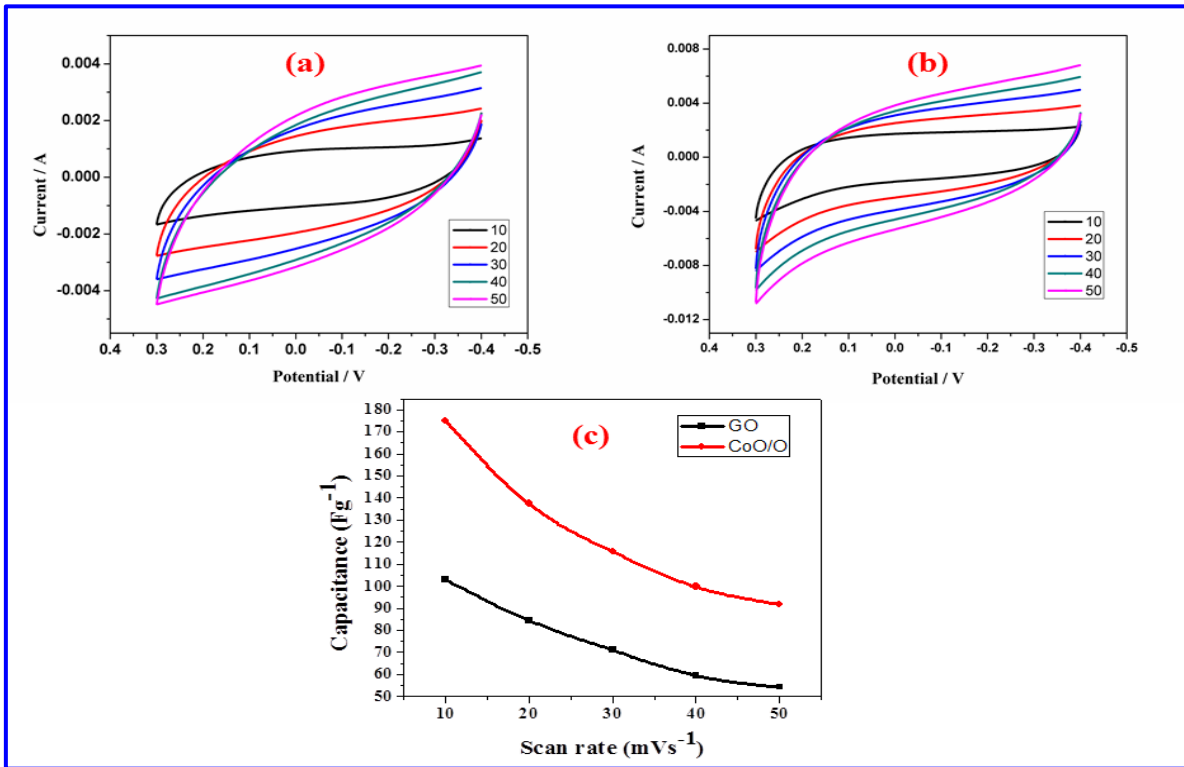 (a)
Current / A
0.004
0.002
0.000
-0.002
-0.004
10
20
30
40
50
0.4 0.3 0.2 0.1 0.0 -0.1 -0.2 -0.3 -0.4 -0.5
Potential / V
(b)
Current / A
0.008
0.004
0.000
-0.004
-0.008
-0.012
10
20
30
40
50
0.4 0.3 0.2 0.1 0.0 -0.1 -0.2 -0.3 -0.4 -0.5
Potential / V
(c)
Capacitance (Fg⁻¹)
180
170
160
150
140
130
120
110
100
90
80
70
60
50
GO
CoO/O
10 20 30 40 50
Scan rate (mVs⁻¹)